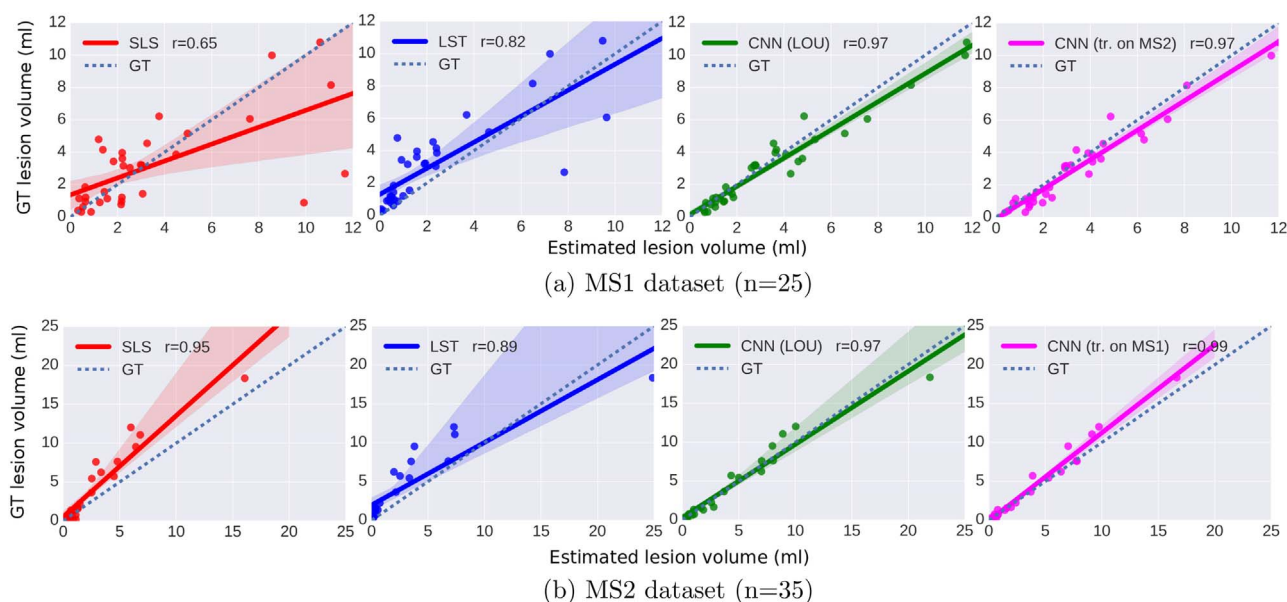 SLS r=0.65
GT
LST r=0.82
GT
CNN (LOU) r=0.97
GT
CNN (tr. on MS2) r=0.97
GT
GT lesion volume (ml)
12
10
8
6
4
2
0
12
10
8
6
4
2
0
12
10
8
6
4
2
0
12
10
8
6
4
2
0
0 2 4 6 8 10 12
0 2 4 6 8 10 12
0 2 4 6 8 10 12
0 2 4 6 8 10 12
Estimated lesion volume (ml)
(a) MS1 dataset (n=25)
SLS r=0.95
GT
LST r=0.89
GT
CNN (LOU) r=0.97
GT
CNN (tr. on MS1) r=0.99
GT
GT lesion volume (ml)
25
20
15
10
5
0
25
20
15
10
5
0
25
20
15
10
5
0
25
20
15
10
5
0
0 5 10 15 20 25
0 5 10 15 20 25
0 5 10 15 20 25
0 5 10 15 20 25
Estimated lesion volume (ml)
(b) MS2 dataset (n=35)